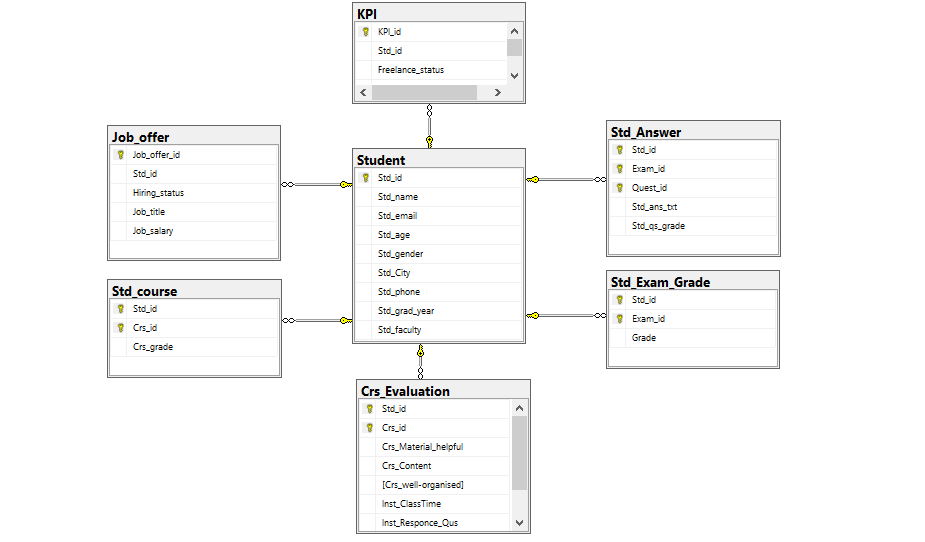 KPI
KPI_id
Std_id
Freelance_status
Job_offer
Job_offer_id
Std_id
Hiring_status
Job_title
Job_salary
Student
Std_id
Std_name
Std_email
Std_age
Std_gender
Std_City
Std_phone
Std_grad_year
Std_faculty
Std_Answer
Std_id
Exam_id
Quest_id
Std_ans_txt
Std_qs_grade
Std_course
Std_id
Crs_id
Crs_grade
Std_Exam_Grade
Std_id
Exam_id
Grade
Crs_Evaluation
Std_id
Crs_id
Crs_Material_helpful
Crs_Content
[Crs_well-organised]
Inst_ClassTime
Inst_Responce_Qus